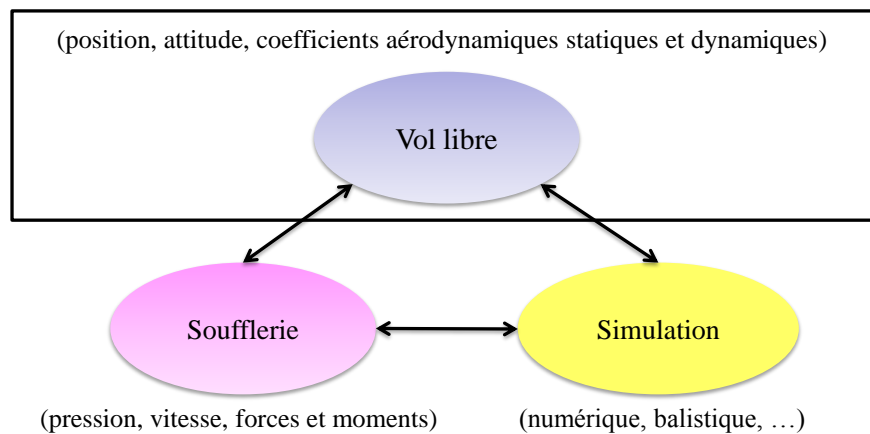 (position, attitude, coefficients aérodynamiques statiques et dynamiques)
Vol libre
Soufflerie
Simulation
(pression, vitesse, forces et moments)
(numérique, balistique, …)